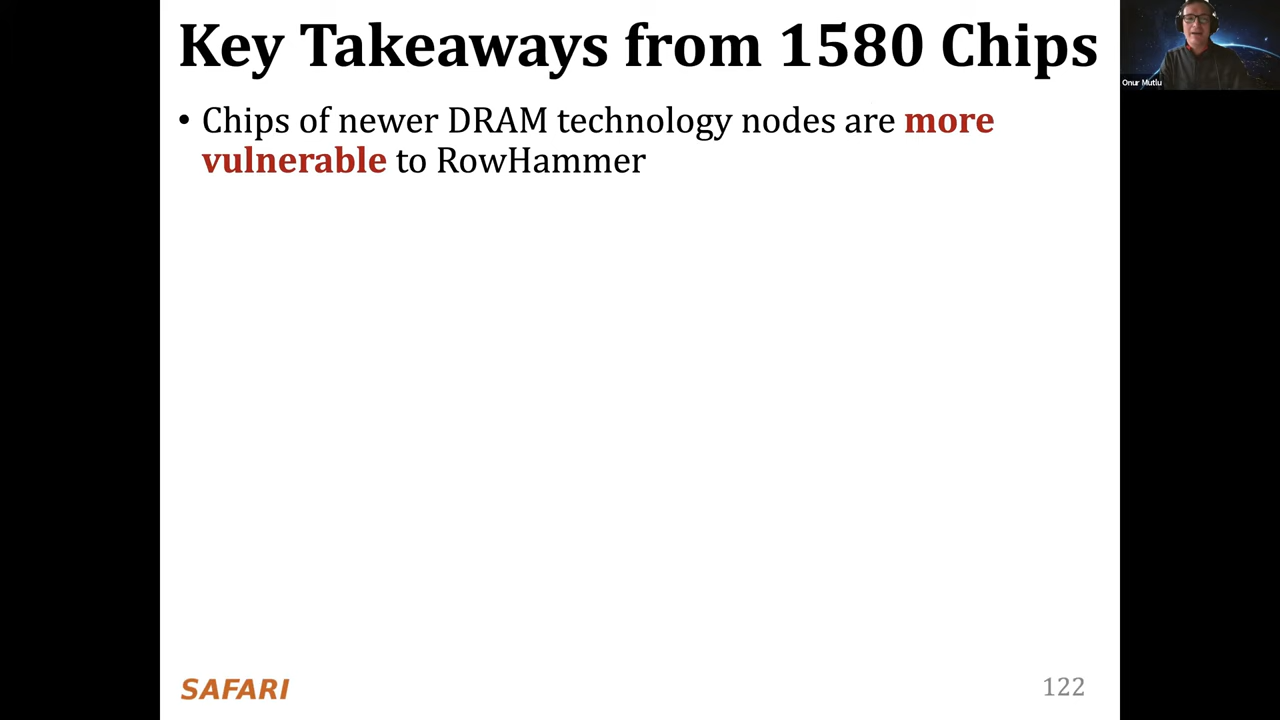 Key Takeaways from 1580 Chips
Onur Mutlu
• Chips of newer DRAM technology nodes are more
vulnerable to RowHammer
SAFARI
122